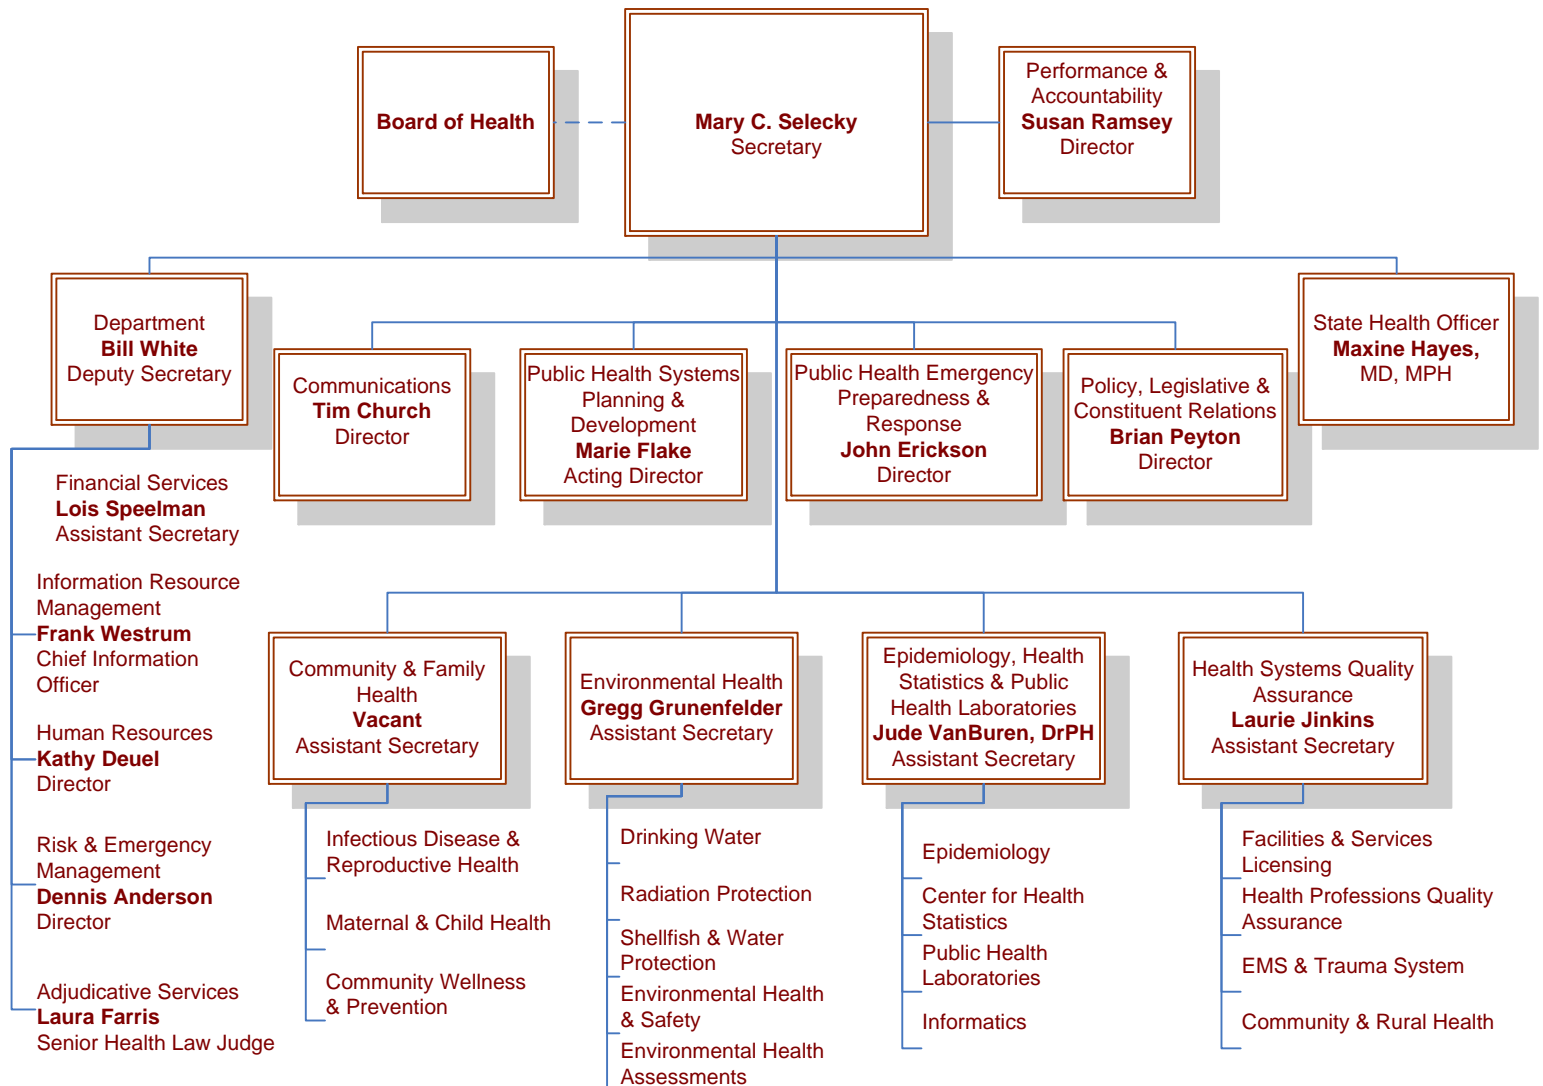 Board of Health
Mary C. Selecky
Secretary
Performance &
Accountability
Susan Ramsey
Director
Department
Bill White
Deputy Secretary
Communications
Tim Church
Director
Public Health Systems
Planning &
Development
Marie Flake
Acting Director
Public Health Emergency
Preparedness &
Response
John Erickson
Director
Policy, Legislative &
Constituent Relations
Brian Peyton
Director
State Health Officer
Maxine Hayes,
MD, MPH
Financial Services
Lois Speelman
Assistant Secretary
Information Resource
Management
Frank Westrum
Chief Information
Officer
Human Resources
Kathy Deuel
Director
Risk & Emergency
Management
Dennis Anderson
Director
Adjudicative Services
Laura Farris
Senior Health Law Judge
Community & Family
Health
Vacant
Assistant Secretary
Infectious Disease &
Reproductive Health
Maternal & Child Health
Community Wellness
& Prevention
Environmental Health
Gregg Grunenfelder
Assistant Secretary
Drinking Water
Radiation Protection
Shellfish & Water
Protection
Environmental Health
& Safety
Environmental Health
Assessments
Epidemiology, Health
Statistics & Public
Health Laboratories
Jude VanBuren, DrPH
Assistant Secretary
Epidemiology
Center for Health
Statistics
Public Health
Laboratories
Informatics
Health Systems Quality
Assurance
Laurie Jinkins
Assistant Secretary
Facilities & Services
Licensing
Health Professions Quality
Assurance
EMS & Trauma System
Community & Rural Health